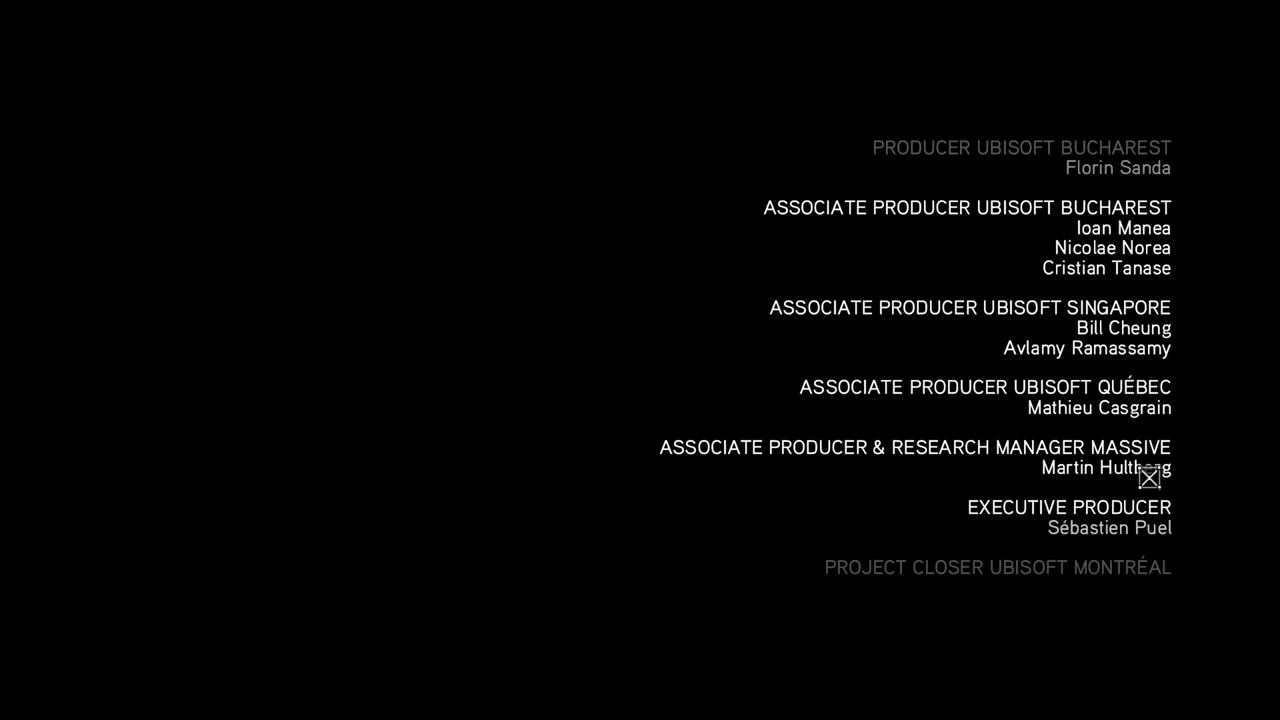 PRODUCER UBISOFT BUCHAREST
Florin Sanda
ASSOCIATE PRODUCER UBISOFT BUCHAREST
Ioan Manea
Nicolae Norea
Cristian Tanase
ASSOCIATE PRODUCER UBISOFT SINGAPORE
Bill Cheung
Avlamy Ramassamy
ASSOCIATE PRODUCER UBISOFT QUÉBEC
Mathieu Casgrain
ASSOCIATE PRODUCER & RESEARCH MANAGER MASSIVE
Martin
EXECUTIVE PRODUCER
Sébastien Puel
PROJECT CLOSER UBISOFT MONTRÉAL